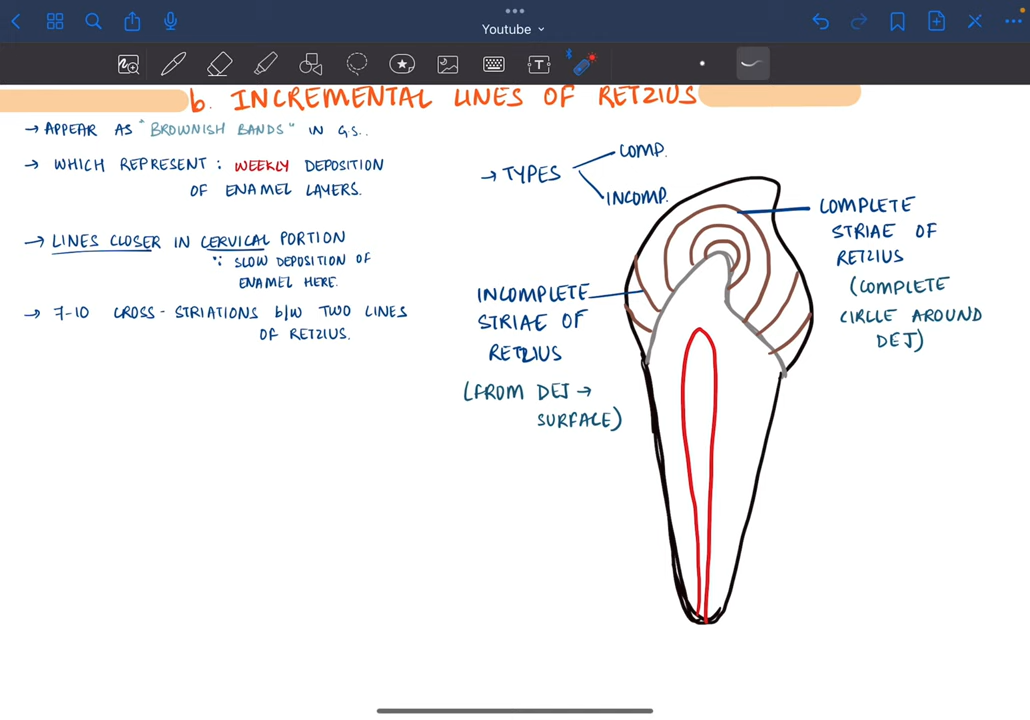 Youtube
b. INCREMENTAL LINES OF RETZIUS
→ APPEAR AS "BROWNISH BANDS" IN G.S..
→ WHICH REPRESENT : WEEKLY DEPOSITION
OF ENAMEL LAYERS.
→ LINES CLOSER IN CERVICAL PORTION
∵ SLOW DEPOSITION OF
ENAMEL HERE.
→ 7-10 CROSS-STRIATIONS b/w TWO LINES
OF RETZIUS.
→ TYPES
COMP.
INCOMP.
COMPLETE
STRIAE OF
RETZIUS
(COMPLETE
CIRCLE AROUND
DEJ)
INCOMPLETE
STRIAE OF
RETZIUS
(FROM DEJ →
SURFACE)